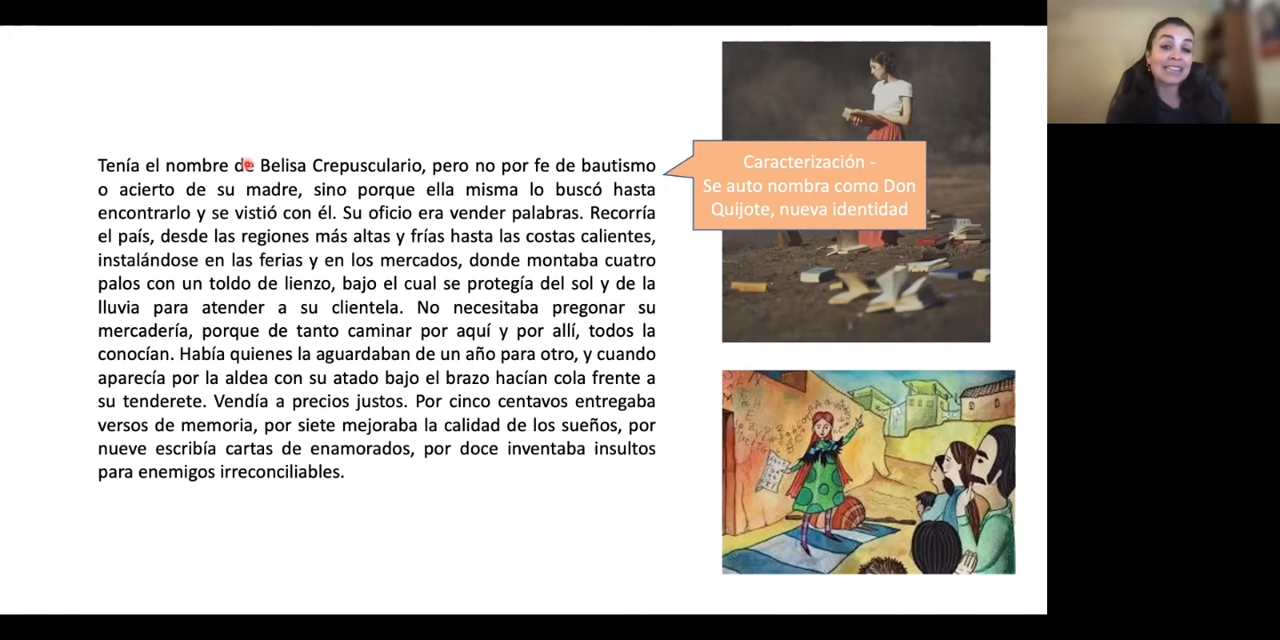 Tenía el nombre de Belisa Crepusculario, pero no por fe de bautismo
o acierto de su madre, sino porque ella misma lo buscó hasta
encontrarlo y se vistió con él. Su oficio era vender palabras. Recorría
el país, desde las regiones más altas y frías hasta las costas calientes,
instalándose en las ferias y en los mercados, donde montaba cuatro
palos con un toldo de lienzo, bajo el cual se protegía del sol y de la
lluvia para atender a su clientela. No necesitaba pregonar su
mercadería, porque de tanto caminar por aquí y por allí, todos la
conocían. Había quienes la aguardaban de un año para otro, y cuando
aparecía por la aldea con su atado bajo el brazo hacían cola frente a
su tenderete. Vendía a precios justos. Por cinco centavos entregaba
versos de memoria, por siete mejoraba la calidad de los sueños, por
nueve escribía cartas de enamorados, por doce inventaba insultos
para enemigos irreconciliables.
Caracterización -
Se auto nombra como Don
Quijote, nueva identidad